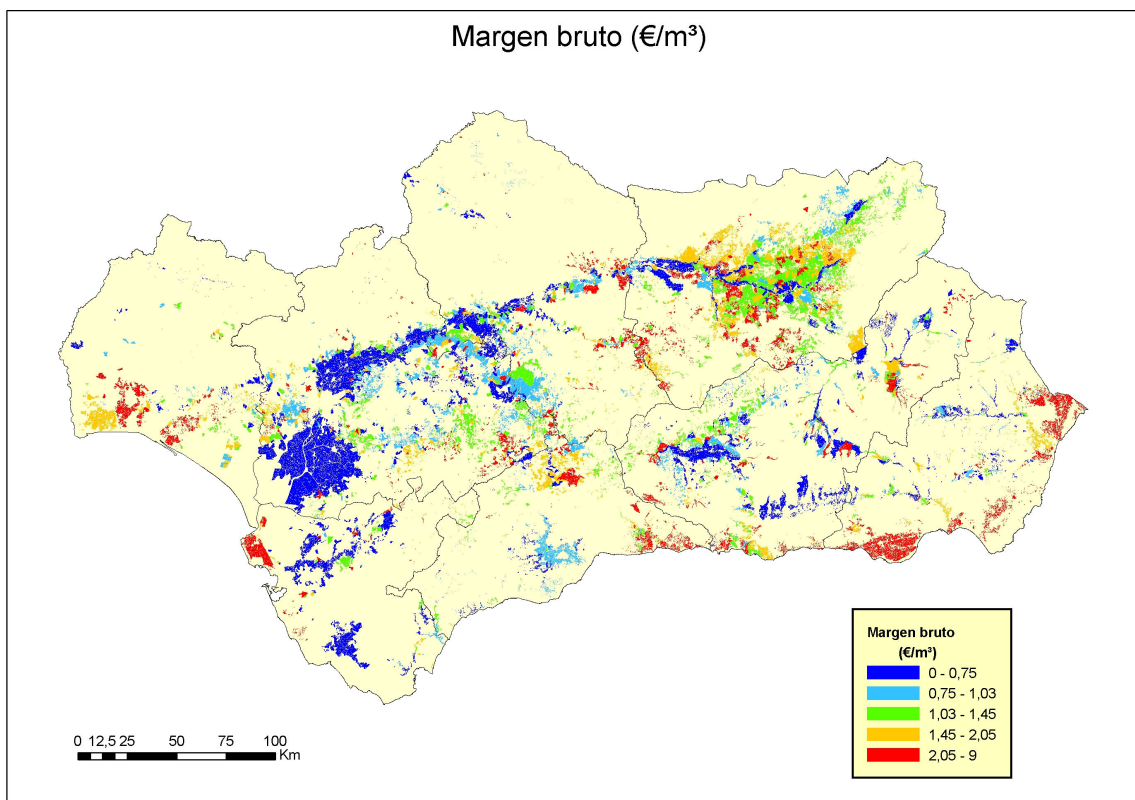 Margen bruto (€/m³)
0 12,5 25 50 75 100
Km
Margen bruto
(€/m³)
0 - 0,75
0,75 - 1,03
1,03 - 1,45
1,45 - 2,05
2,05 - 9